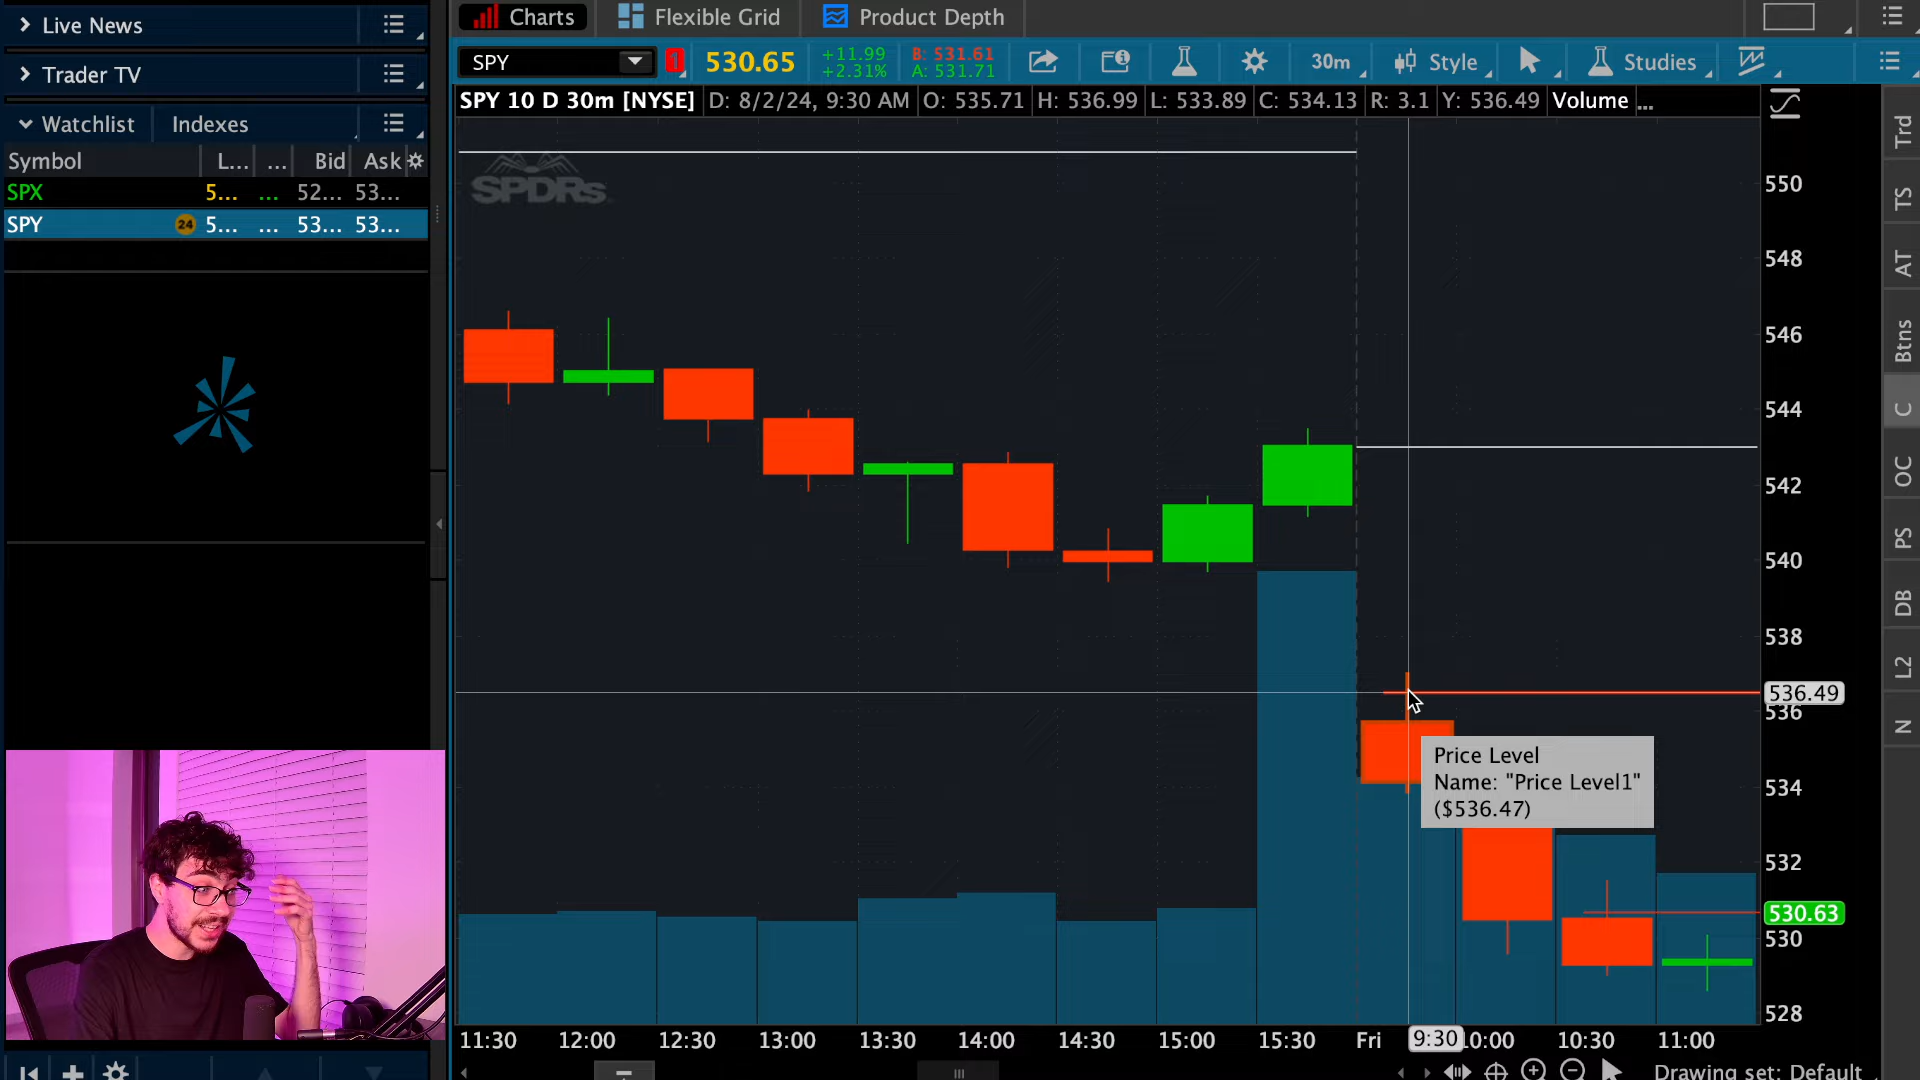 Live News
Trader TV
Watchlist Indexes
Symbol L... ... Bid Ask
SPX 5... ... 52... 53...
SPY 24 5... ... 53... 53...
Charts Flexible Grid Product Depth
SPY 530.65 +11.99 B: 531.61 30m Style Studies
+2.31% A: 531.71
SPY 10 D 30m [NYSE] D: 8/2/24, 9:30 AM O: 535.71 H: 536.99 L: 533.89 C: 534.13 R: 3.1 Y: 536.49 Volume ...
SPDRs
550
548
546
544
542
540
538
536.49
536
534
532
530.63
530
528
Price Level
Name: "Price Level1"
($536.47)
11:30 12:00 12:30 13:00 13:30 14:00 14:30 15:00 15:30 Fri 9:30 10:00 10:30 11:00
Drawing set: Default
Trd
TS
AT
Btns
C
OC
PS
DB
L2
N